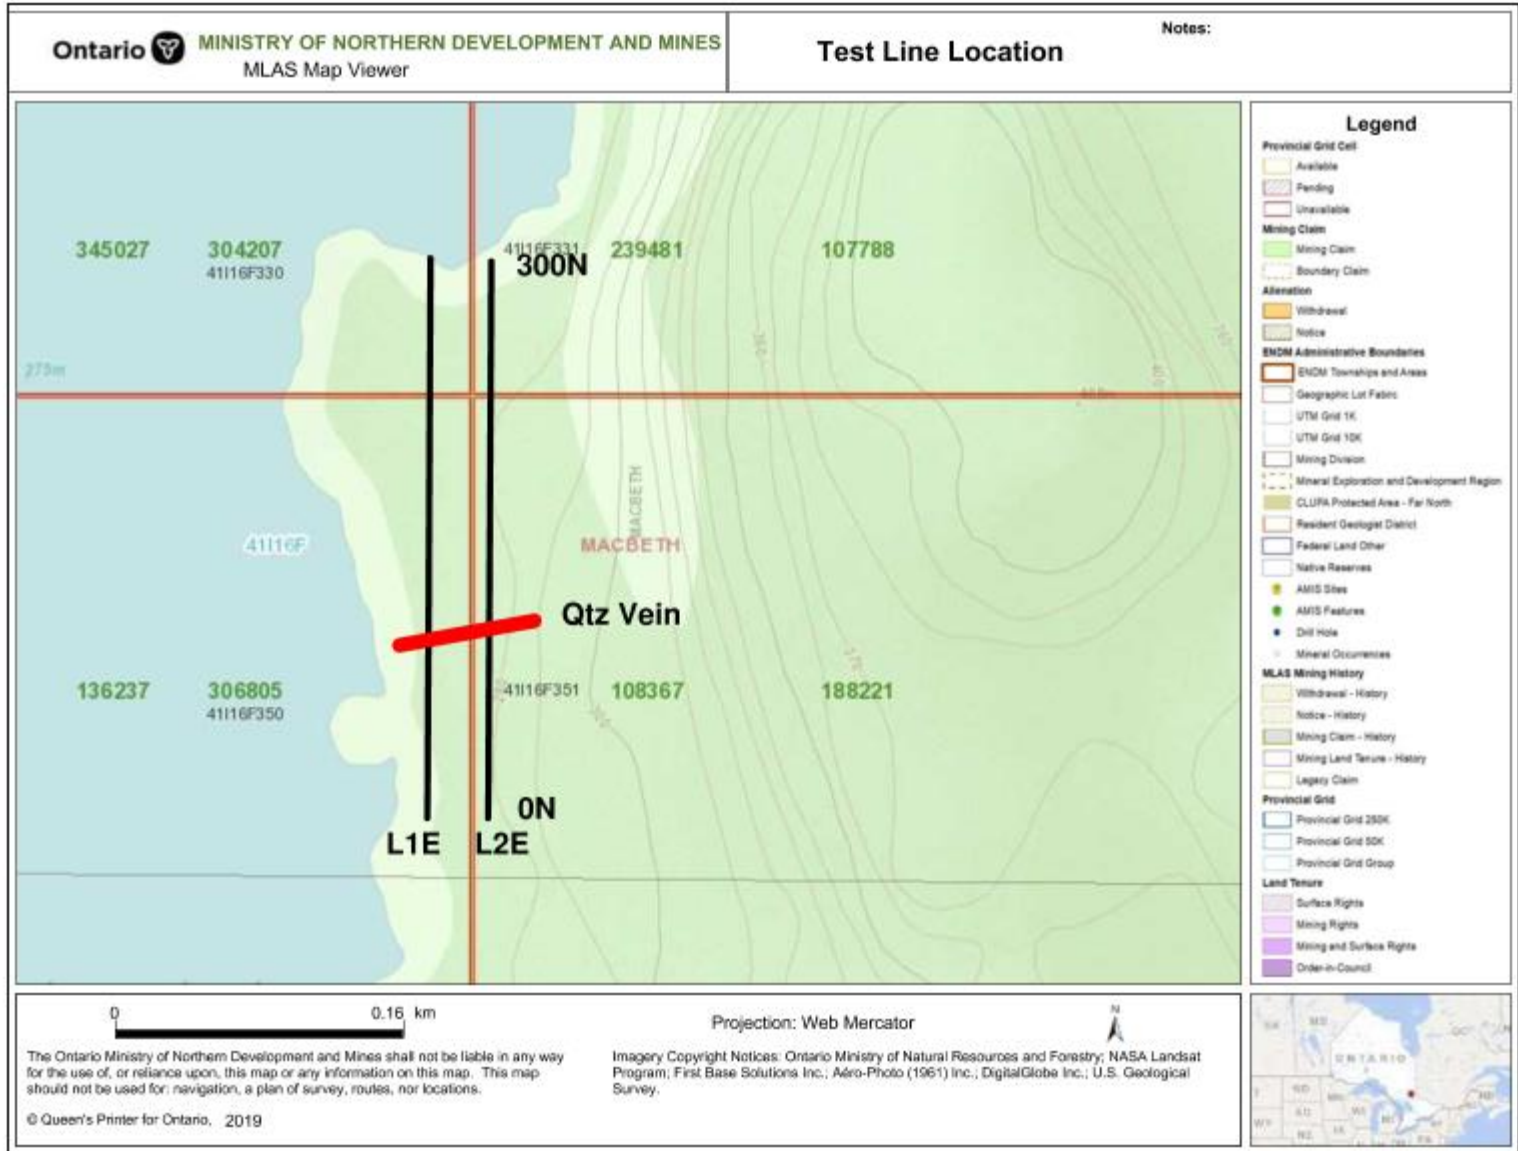 Ontario
MINISTRY OF NORTHERN DEVELOPMENT AND MINES
MLAS Map Viewer
Test Line Location
Notes:
345027
304207
41I16F330
41I16F331
300N
239481
107788
275m
41I16F
MACBETH
MACBETH
Qtz Vein
136237
306805
41I16F350
41I16F351
108367
188221
0N
L1E
L2E
Legend
Provincial Grid Cell
Available
Pending
Unavailable
Mining Claim
Mining Claim
Boundary Claim
Alienation
Withdrawal
Notice
ENDM Administrative Boundaries
ENDM Townships and Areas
Geographic Lot Fabric
UTM Grid 1K
UTM Grid 10K
Mining Division
Mineral Exploration and Development Region
CLUPA Protected Area - Far North
Resident Geologist District
Federal Land Other
Native Reserves
AMIS Sites
AMIS Features
Drill Hole
Mineral Occurrences
MLAS Mining History
Withdrawal - History
Notice - History
Mining Claim - History
Mining Land Tenure - History
Legacy Claim
Provincial Grid
Provincial Grid 250K
Provincial Grid 50K
Provincial Grid Group
Land Tenure
Surface Rights
Mining Rights
Mining and Surface Rights
Order-in-Council
0 0.16 km
The Ontario Ministry of Northern Development and Mines shall not be liable in any way
for the use of, or reliance upon, this map or any information on this map. This map
should not be used for: navigation, a plan of survey, routes, nor locations.
© Queen's Printer for Ontario, 2019
Projection: Web Mercator
N
Imagery Copyright Notices: Ontario Ministry of Natural Resources and Forestry; NASA Landsat
Program; First Base Solutions Inc.; Aéro-Photo (1961) Inc.; DigitalGlobe Inc.; U.S. Geological
Survey.
ONTARIO